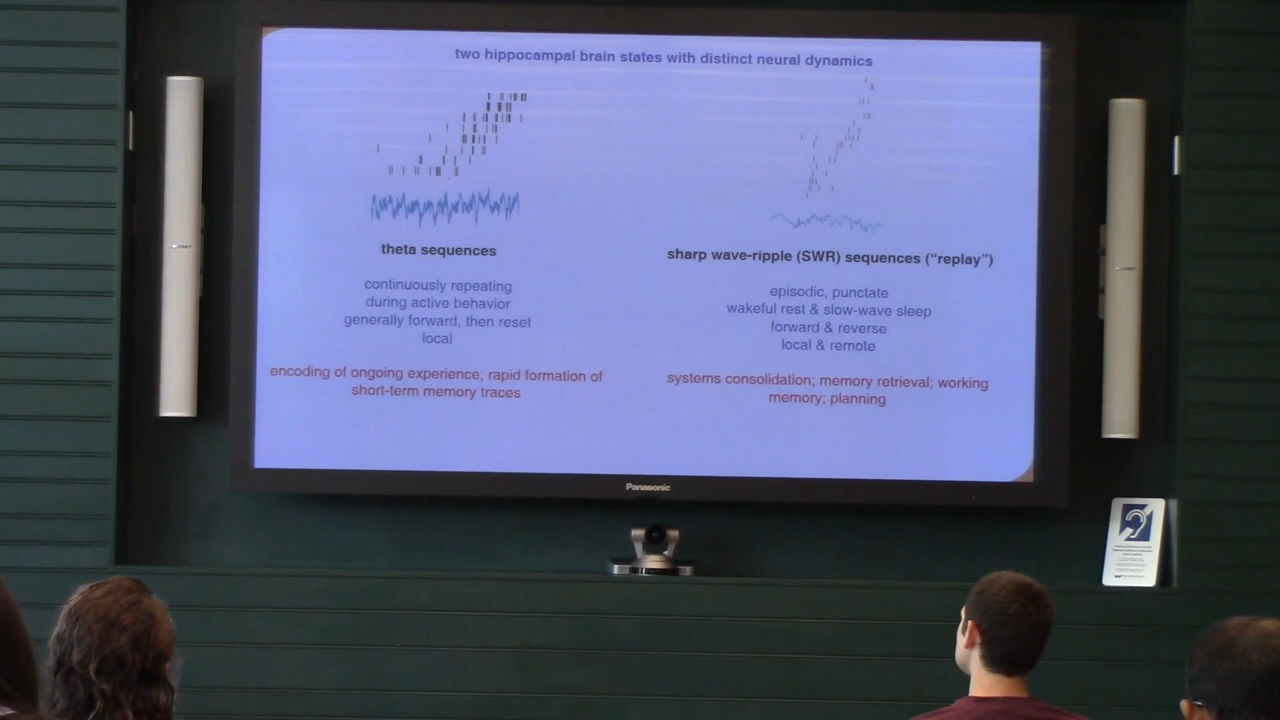 two hippocampal brain states with distinct neural dynamics
theta sequences
continuously repeating
during active behavior
generally forward, then reset
local
encoding of ongoing experience; rapid formation of
short-term memory traces
sharp wave-ripple (SWR) sequences (“replay”)
episodic, punctate
wakeful rest & slow-wave sleep
forward & reverse
local & remote
systems consolidation; memory retrieval; working
memory; planning
Panasonic